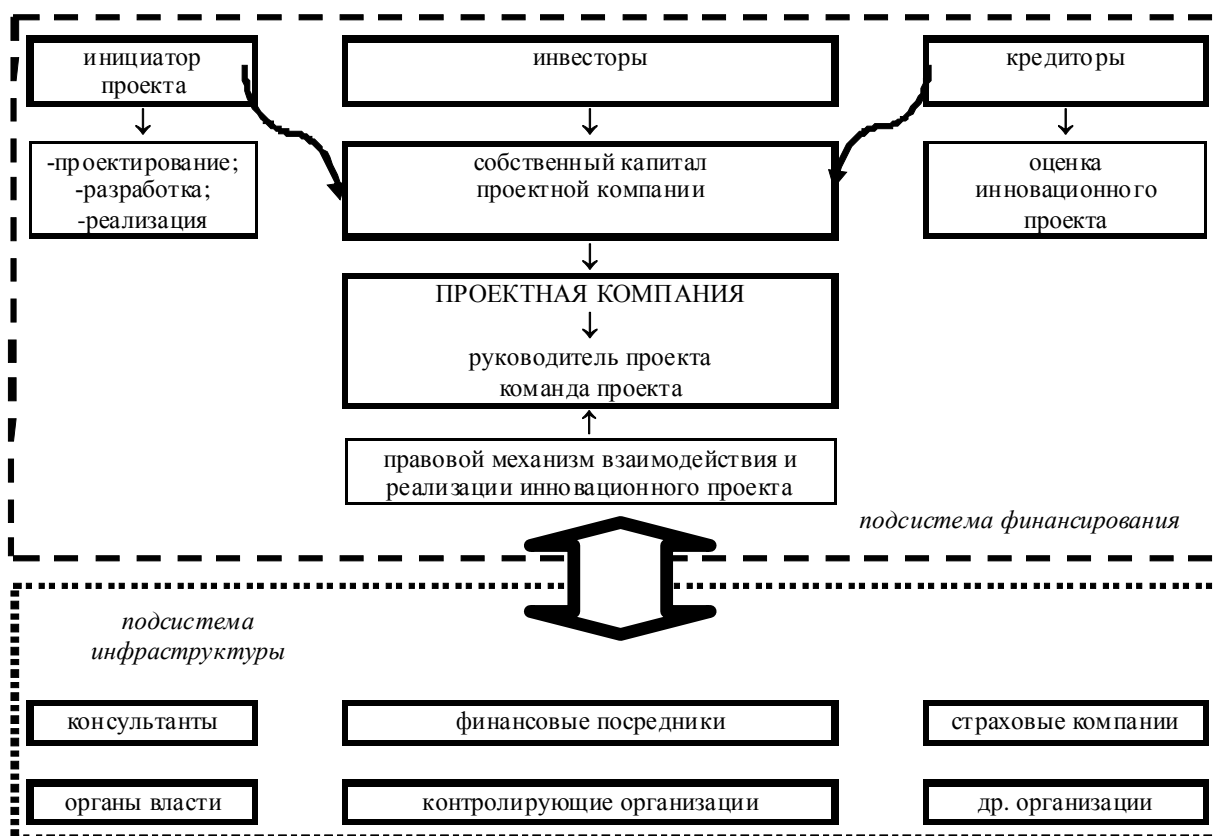 инициатор
проекта
инвесторы
кредиторы
-проектирование;
-разработка;
-реализация
собственный капитал
проектной компании
оценка
инновационного
проекта
ПРОЕКТНАЯ КОМПАНИЯ
руководитель проекта
команда проекта
правовой механизм взаимодействия и
реализации инновационного проекта
подсистема финансирования
подсистема
инфраструктуры
консультанты
финансовые посредники
страховые компании
органы власти
контролирующие организации
др. организации